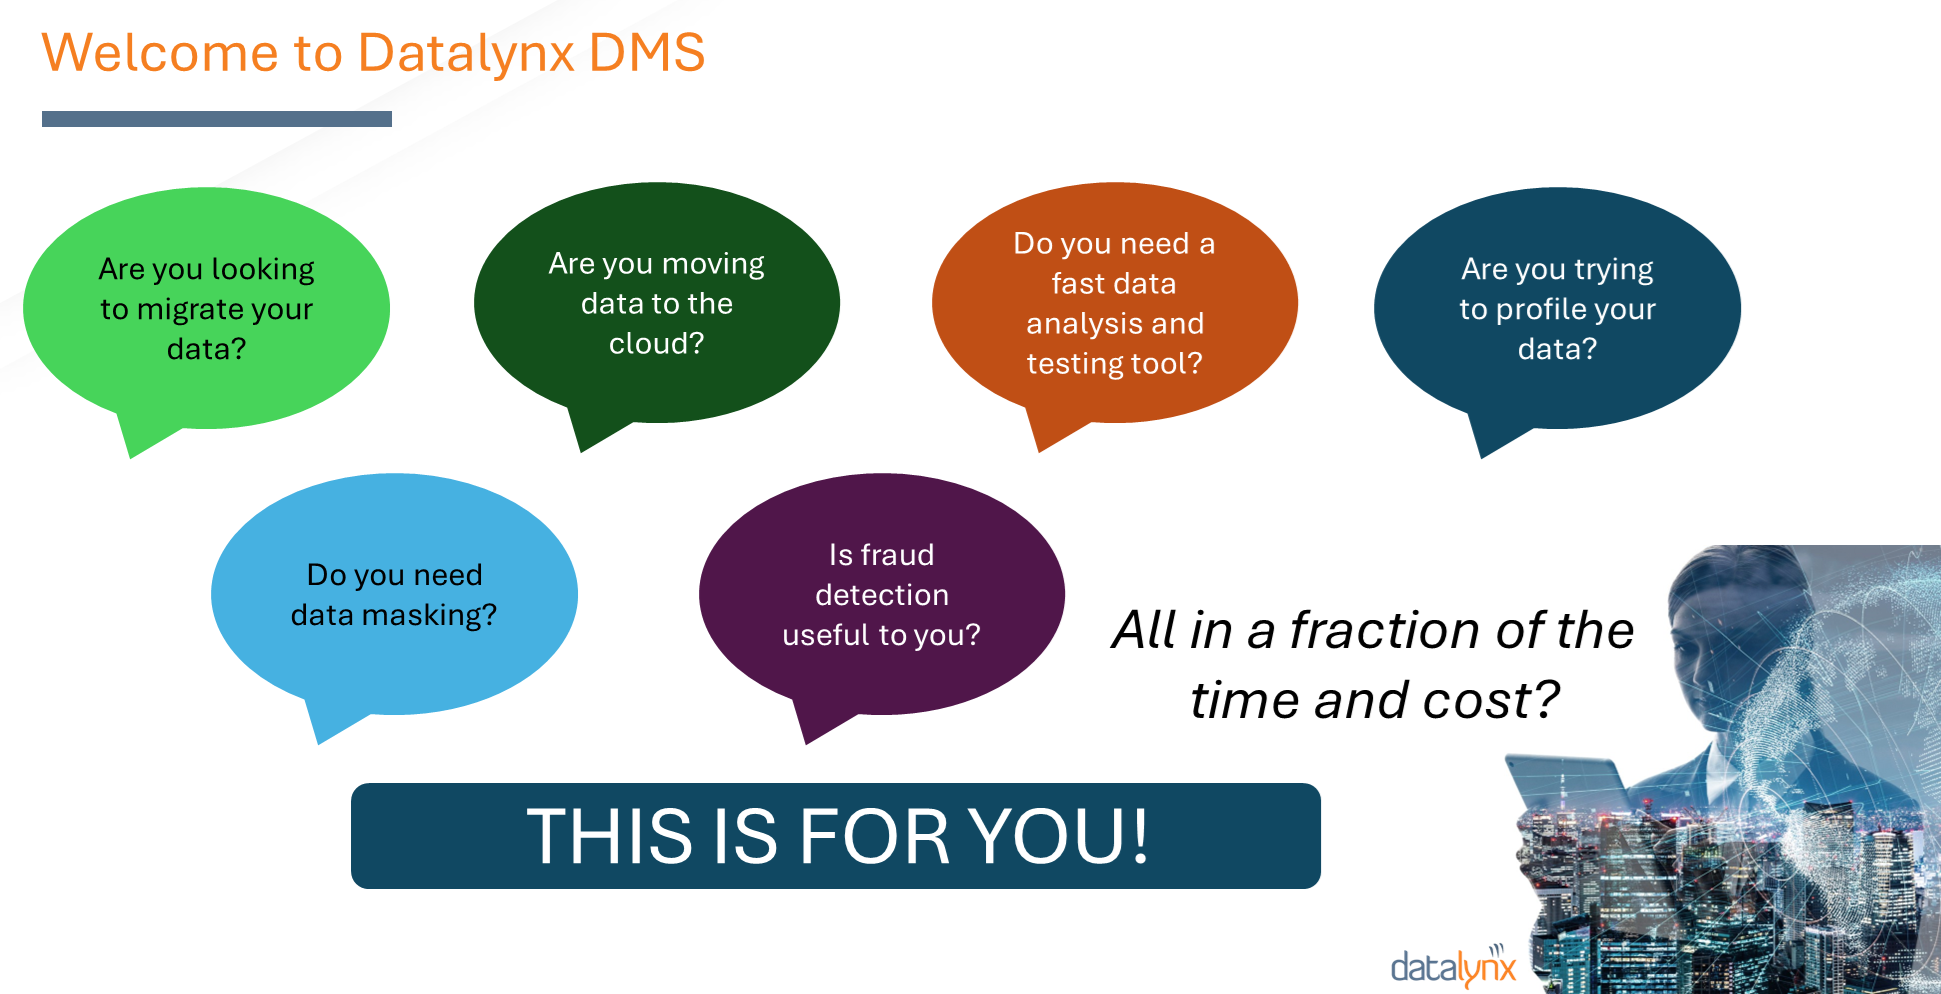 Welcome to Datalynx DMS
Are you looking
to migrate your
data?
Are you moving
data to the
cloud?
Do you need a
fast data
analysis and
testing tool?
Are you trying
to profile your
data?
Do you need
data masking?
Is fraud
detection
useful to you?
All in a fraction of the
time and cost?
THIS IS FOR YOU!
datalynx